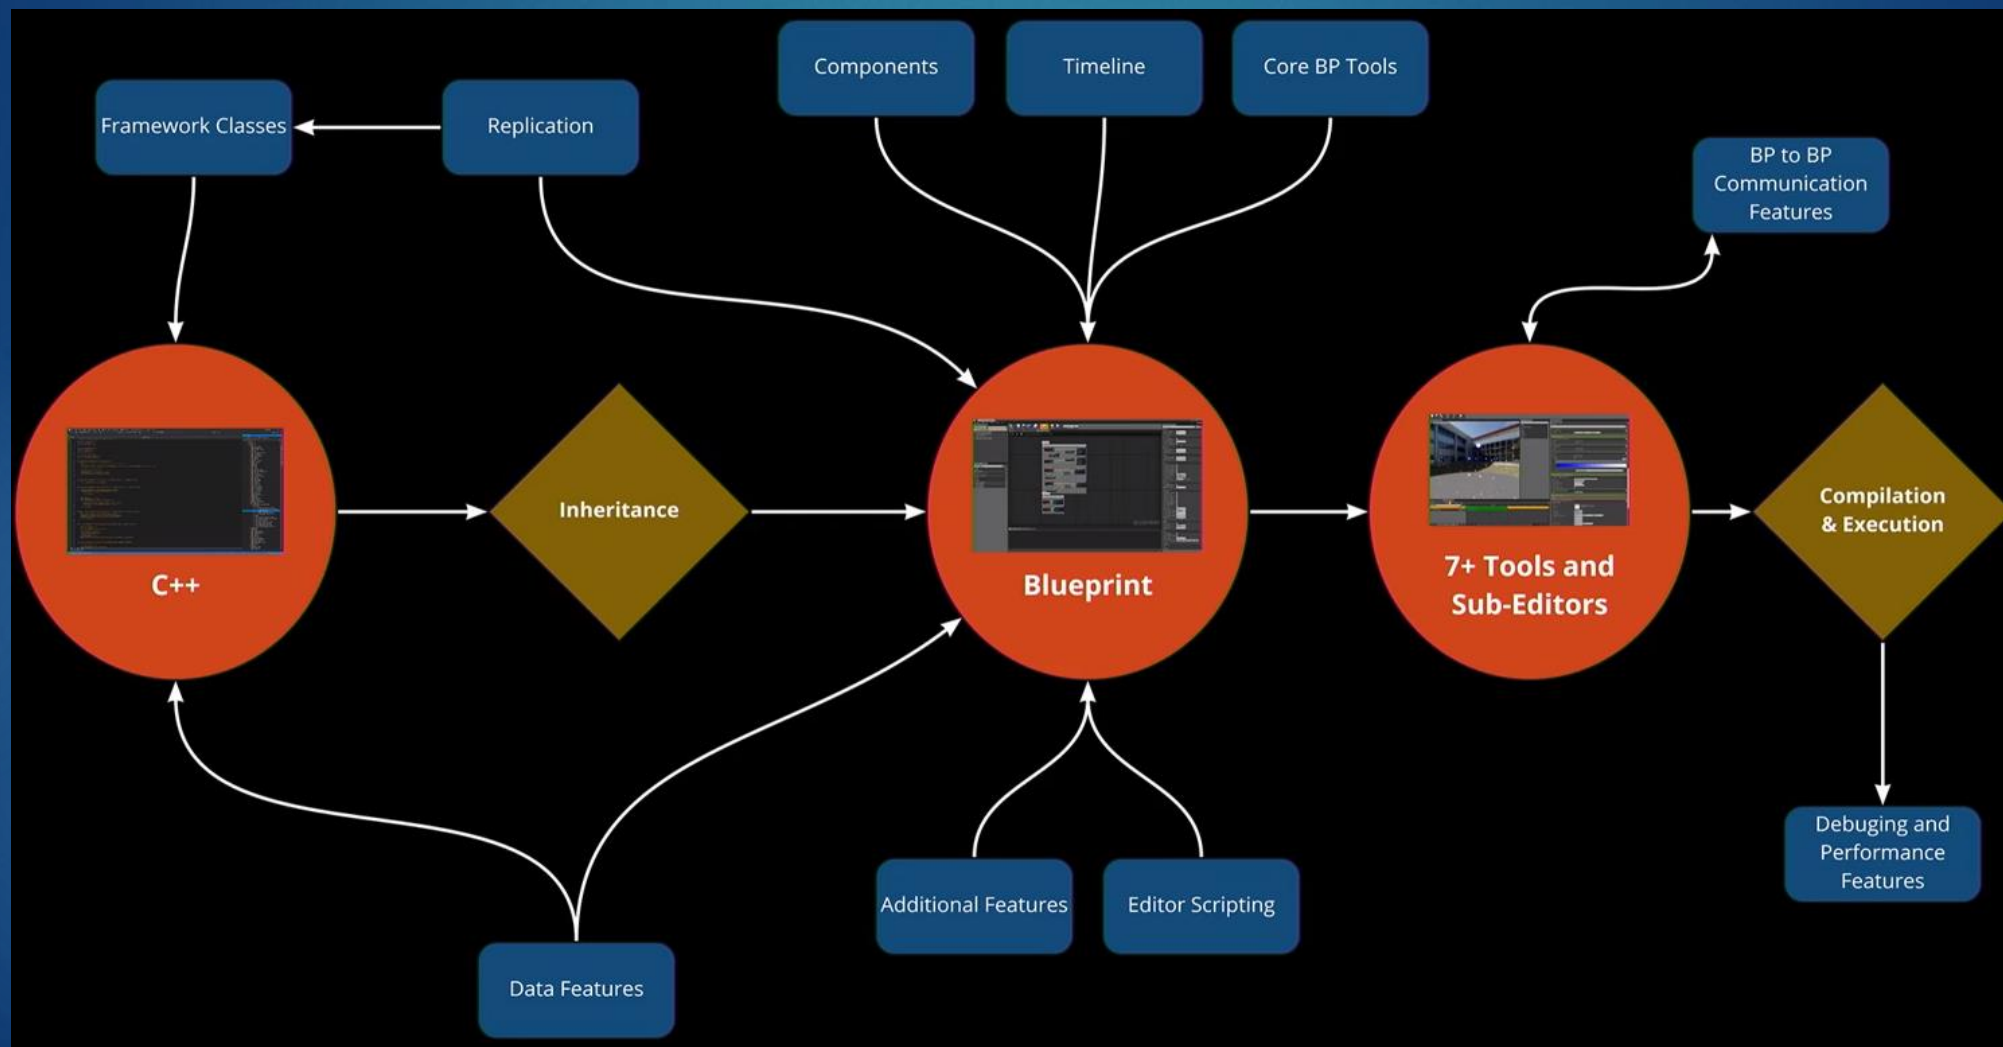 Components
Timeline
Core BP Tools
Framework Classes
Replication
BP to BP
Communication
Features
Inheritance
Compilation
& Execution
C++
Blueprint
7+ Tools and
Sub-Editors
Debuging and
Performance
Features
Additional Features
Editor Scripting
Data Features